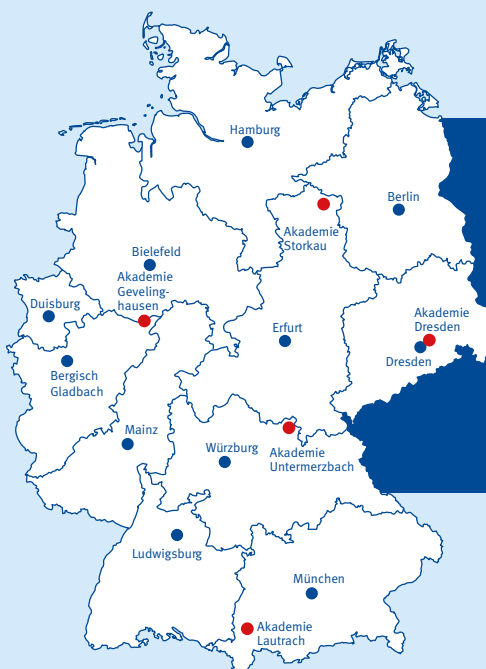 Hamburg
Berlin
Akademie
Storkau
Bielefeld
Akademie
Geveling-
hausen
Duisburg
Akademie
Dresden
Erfurt
Dresden
Bergisch
Gladbach
Mainz
Würzburg
Akademie
Untermerzbach
Ludwigsburg
München
Akademie
Lautrach